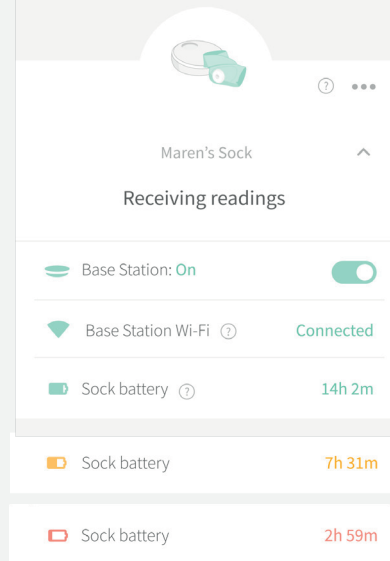 Maren's Sock
Receiving readings
Base Station: On
Base Station Wi-Fi ? Connected
Sock battery ? 14h 2m
Sock battery 7h 31m
Sock battery 2h 59m